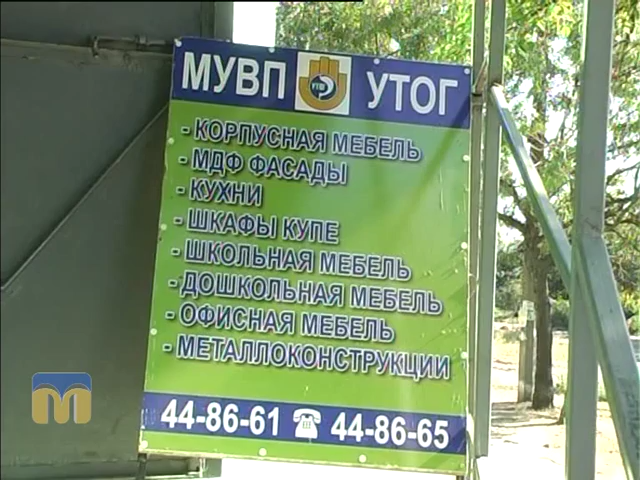 МУВП УТОГ
- КОРПУСНАЯ МЕБЕЛЬ
- МДФ ФАСАДЫ
- КУХНИ
- ШКАФЫ КУПЕ
- ШКОЛЬНАЯ МЕБЕЛЬ
- ДОШКОЛЬНАЯ МЕБЕЛЬ
- ОФИСНАЯ МЕБЕЛЬ
- МЕТАЛЛОКОНСТРУКЦИИ
44-86-61 ☎ 44-86-65
М